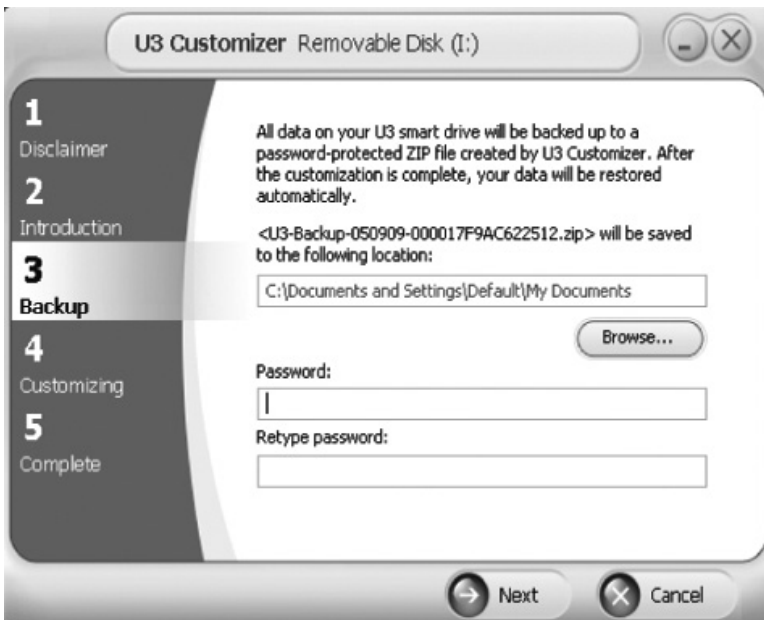 U3 Customizer Removable Disk (I:)
1
Disclaimer
2
Introduction
3
Backup
4
Customizing
5
Complete
All data on your U3 smart drive will be backed up to a
password-protected ZIP file created by U3 Customizer. After
the customization is complete, your data will be restored
automatically.
<U3-Backup-050909-000017F9AC622512.zip> will be saved
to the following location:
C:\Documents and Settings\Default\My Documents
Browse...
Password:
Retype password:
Next
Cancel